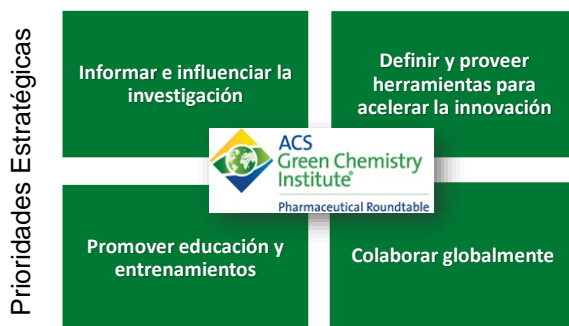 Prioridades Estratégicas
Informar e influenciar la
investigación
Definir y proveer
herramientas para
acelerar la innovación
ACS
Green Chemistry
Institute®
Pharmaceutical Roundtable
Promover educación y
entrenamientos
Colaborar globalmente